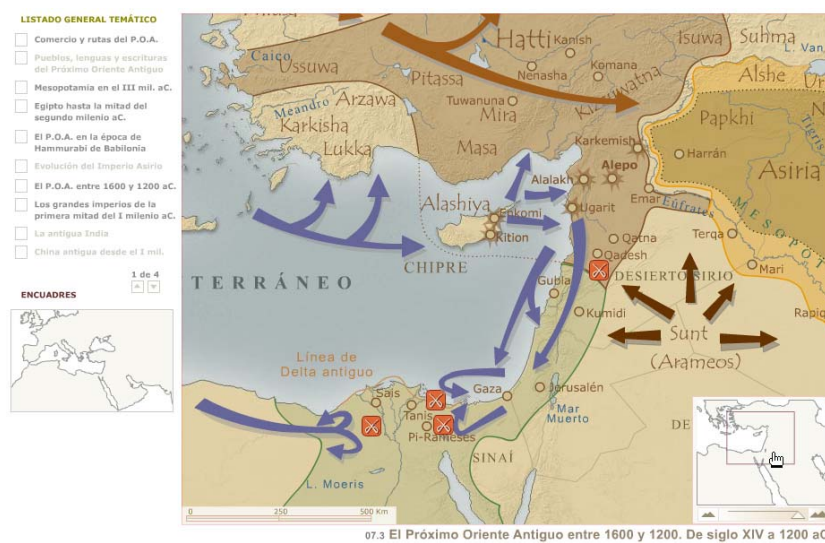 LISTADO GENERAL TEMÁTICO
Comercio y rutas del P.O.A.
Pueblos, lenguas y escrituras
del Próximo Oriente Antiguo
Mesopotamia en el III mil. aC.
Egipto hasta la mitad del
segundo milenio aC.
El P.O.A. en la época de
Hammurabi de Babilonia
Evolución del Imperio Asirio
El P.O.A. entre 1600 y 1200 aC.
Los grandes imperios de la
primera mitad del I milenio aC.
La antigua India
China antigua desde el I mil.
1 de 4
ENCUADRES
Hatti
Kanish
Isuwa
Suhma
L. Van
Caico
Ussuwa
Pitassa
Nenasha
Komana
Kizzuwatna
Alshe
Meandro
Arzawa
Tuwanuna
Mira
Papkhi
Tigris
Karkisha
Lukka
Masa
Karkemish
Harrán
Asiria
Alepo
Alalakh
Alashiya
Enkomi
Ugarit
Emar
Eufrates
MESOPOT
Kition
Qatna
Terqa
Qadesh
CHIPRE
DESIERTO SIRIO
Mari
TERRÁNEO
Gubla
Kumidi
Sunt
(Arameos)
Rapiq
Línea de
Delta antiguo
Gaza
Jerusalén
Sais
Tanis
Mar
Muerto
Pi-Rameses
DE
SINAÍ
L. Moeris
0 250 500 Km
07.3 El Próximo Oriente Antiguo entre 1600 y 1200. De siglo XIV a 1200 aC